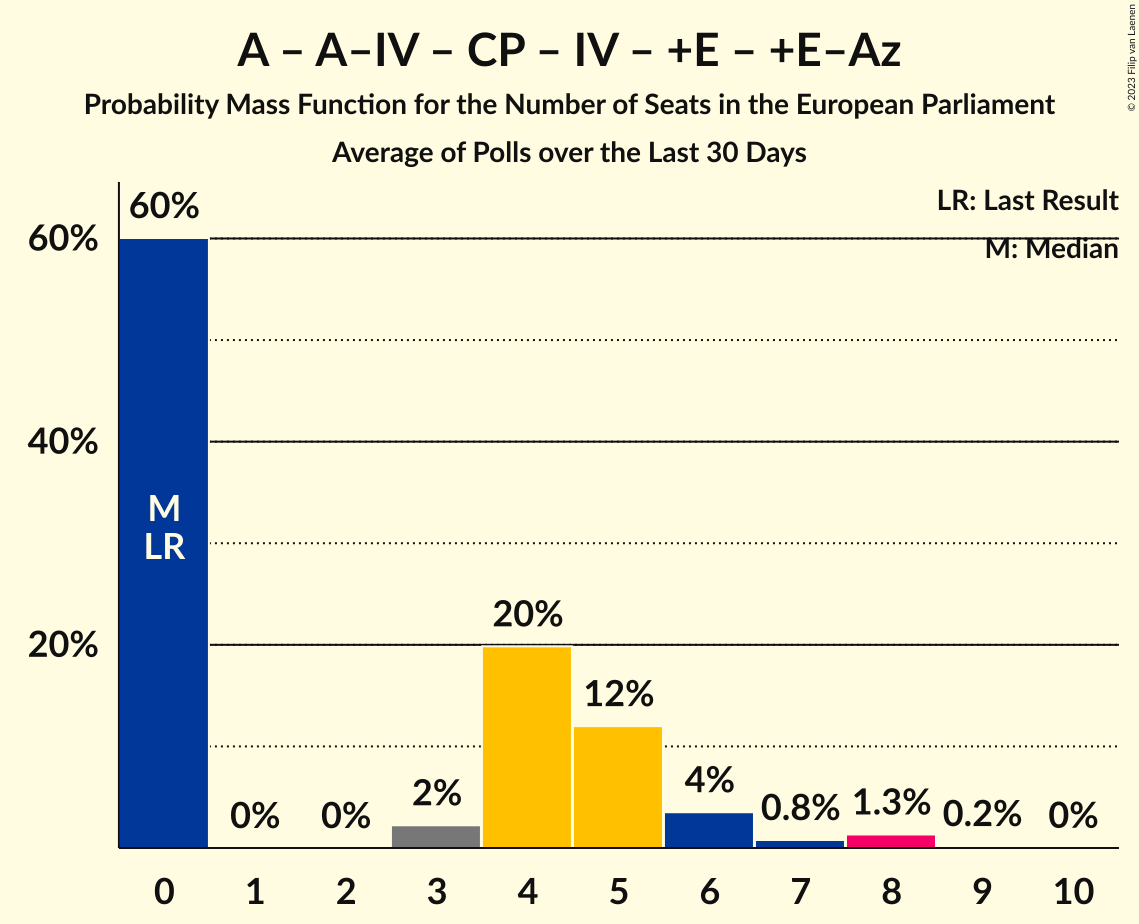 A – A–IV – CP – IV – +E – +E–Az
Probability Mass Function for the Number of Seats in the European Parliament
Average of Polls over the Last 30 Days
© 2023 Filip van Laenen
LR: Last Result
M: Median
60%
40%
20%
60%
0%
0%
2%
20%
12%
4%
0.8%
1.3%
0.2%
0%
M
LR
0 1 2 3 4 5 6 7 8 9 10